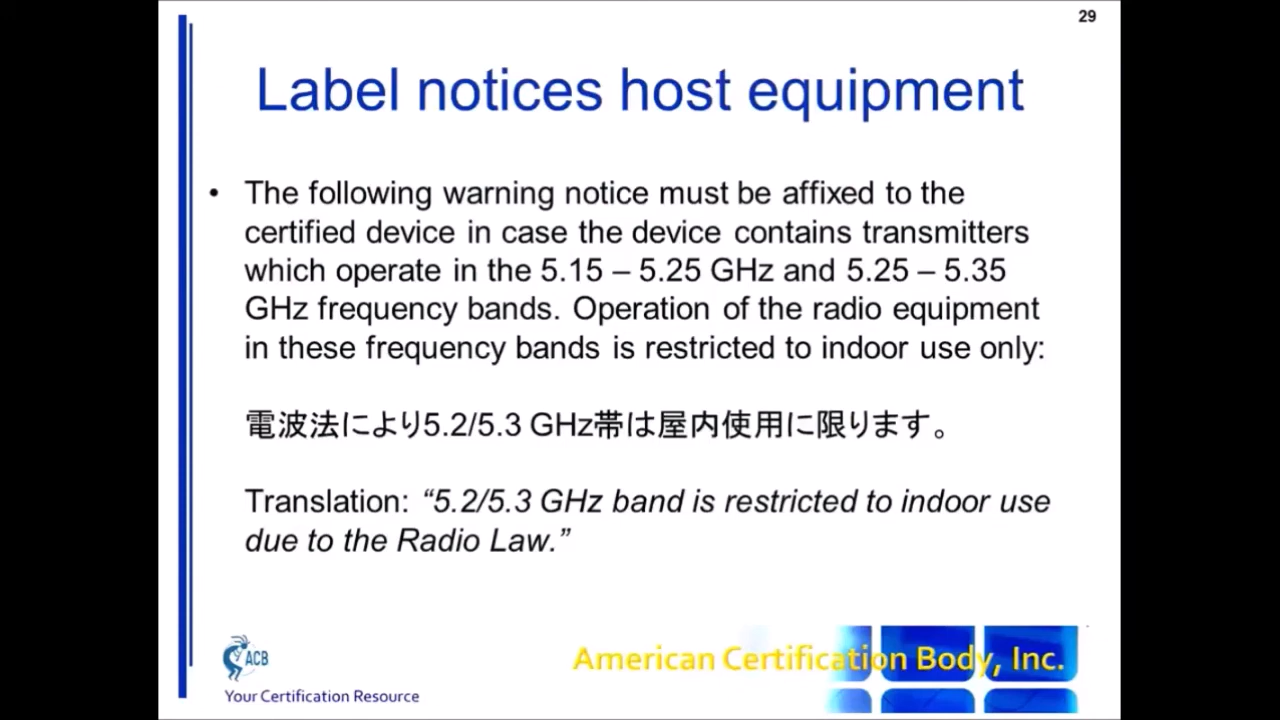 29
Label notices host equipment
• The following warning notice must be affixed to the
certified device in case the device contains transmitters
which operate in the 5.15 – 5.25 GHz and 5.25 – 5.35
GHz frequency bands. Operation of the radio equipment
in these frequency bands is restricted to indoor use only:
電波法により5.2/5.3 GHz帯は屋内使用に限ります。
Translation: “5.2/5.3 GHz band is restricted to indoor use
due to the Radio Law.”
ACB
American Certification Body, Inc.
Your Certification Resource